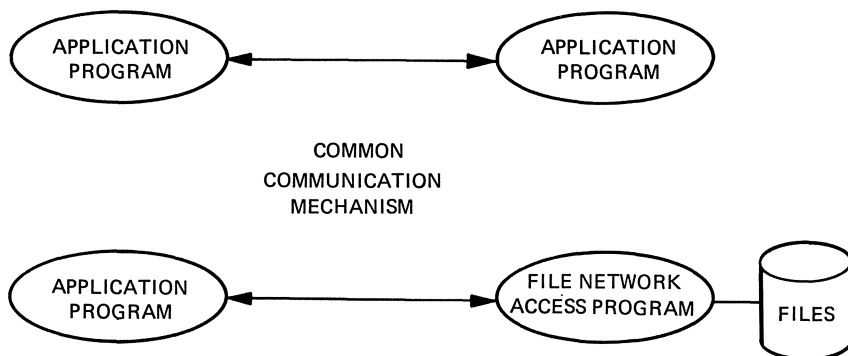 APPLICATION
PROGRAM
APPLICATION
PROGRAM
COMMON
COMMUNICATION
MECHANISM
APPLICATION
PROGRAM
FILE NETWORK
ACCESS PROGRAM
FILES